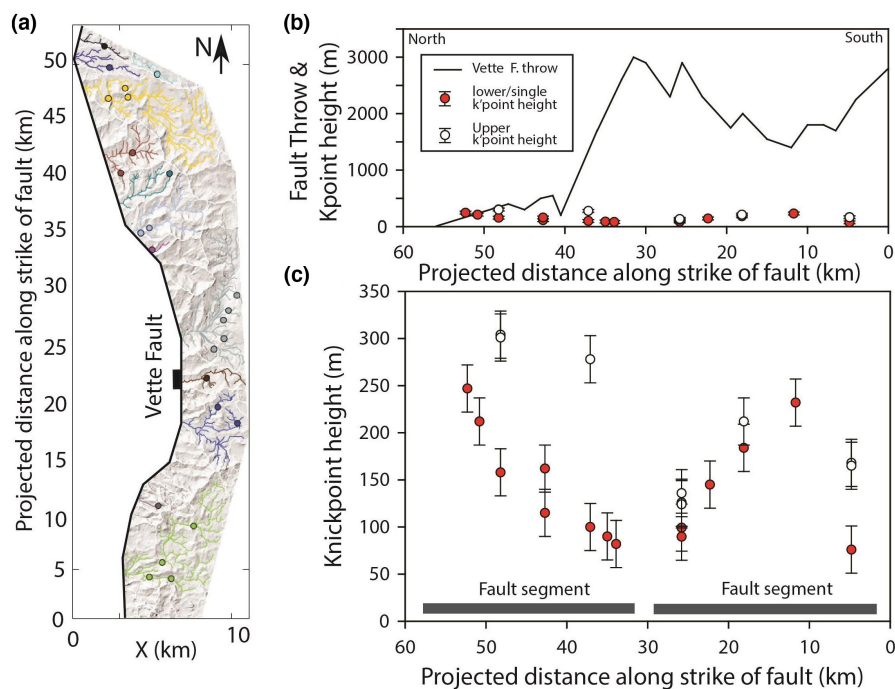 (a)
N
50
45
40
35
30
25
20
15
10
5
0
Projected distance along strike of fault (km)
Vette Fault
0
10
X (km)
(b)
North
South
Fault Throw &
Kpoint height (m)
3000
2000
1000
0
Vette F. throw
lower/single
k'point height
Upper
k'point height
60 50 40 30 20 10 0
Projected distance along strike of fault (km)
(c)
Knickpoint height (m)
350
300
250
200
150
100
50
0
Fault segment
Fault segment
60 50 40 30 20 10 0
Projected distance along strike of fault (km)